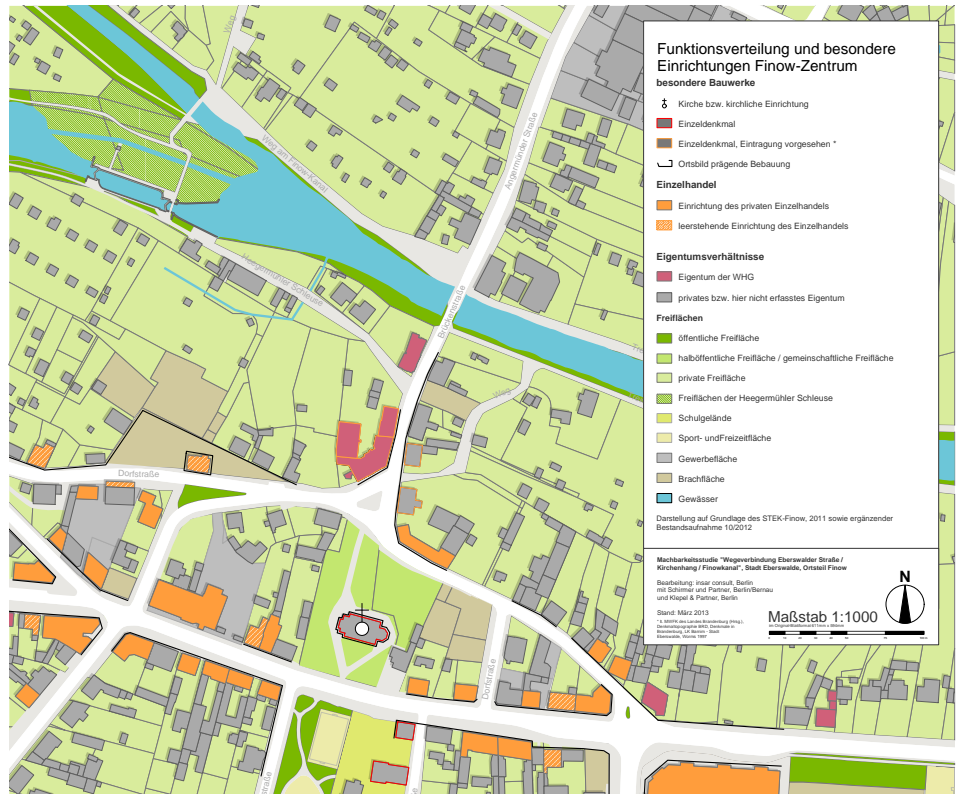 Funktionsverteilung und besondere
Einrichtungen Finow-Zentrum
besondere Bauwerke
Kirche bzw. kirchliche Einrichtung
Einzeldenkmal
Einzeldenkmal, Eintragung vorgesehen *
Ortsbild prägende Bebauung
Einzelhandel
Einrichtung des privaten Einzelhandels
leerstehende Einrichtung des Einzelhandels
Eigentumsverhältnisse
Eigentum der WHG
privates bzw. hier nicht erfasstes Eigentum
Freiflächen
öffentliche Freifläche
halböffentliche Freifläche / gemeinschaftliche Freifläche
private Freifläche
Freiflächen der Heegermühler Schleuse
Schulgelände
Sport- undFreizeitfläche
Gewerbefläche
Brachfläche
Gewässer
Darstellung auf Grundlage des STEK-Finow, 2011 sowie ergänzender
Bestandsaufnahme 10/2012
Machbarkeitsstudie "Wegeverbindung Eberswalder Straße /
Kirchenhang / Finowkanal", Stadt Eberswalde, Ortsteil Finow
Bearbeitung: insar consult, Berlin
mit Schirmer und Partner, Berlin/Bernau
und Klepel & Partner, Berlin
Stand: März 2013
Maßstab 1:1000
N
Weg
Weg am Finow Kanal
Angermünder Straße
Heegermühler Schleuse
Brückenstraße
Weg
Dorfstraße
Dorfstraße